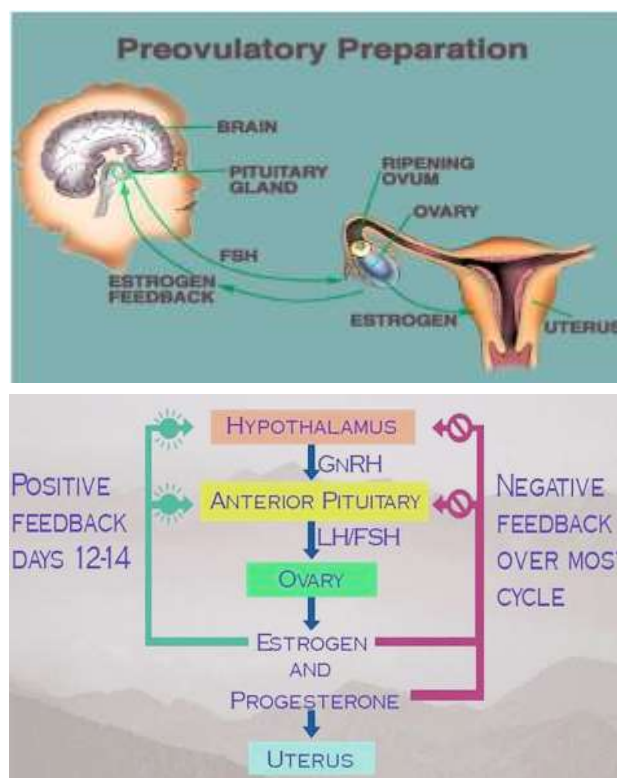 Preovulatory Preparation
BRAIN
PITUITARY
GLAND
RIPENING
OVUM
OVARY
FSH
ESTROGEN
FEEDBACK
ESTROGEN
UTERUS
HYPOTHALAMUS
GNRH
POSITIVE
FEEDBACK
DAYS 12-14
ANTERIOR PITUITARY
NEGATIVE
FEEDBACK
OVER MOST
CYCLE
LH/FSH
OVARY
ESTROGEN
AND
PROGESTERONE
UTERUS